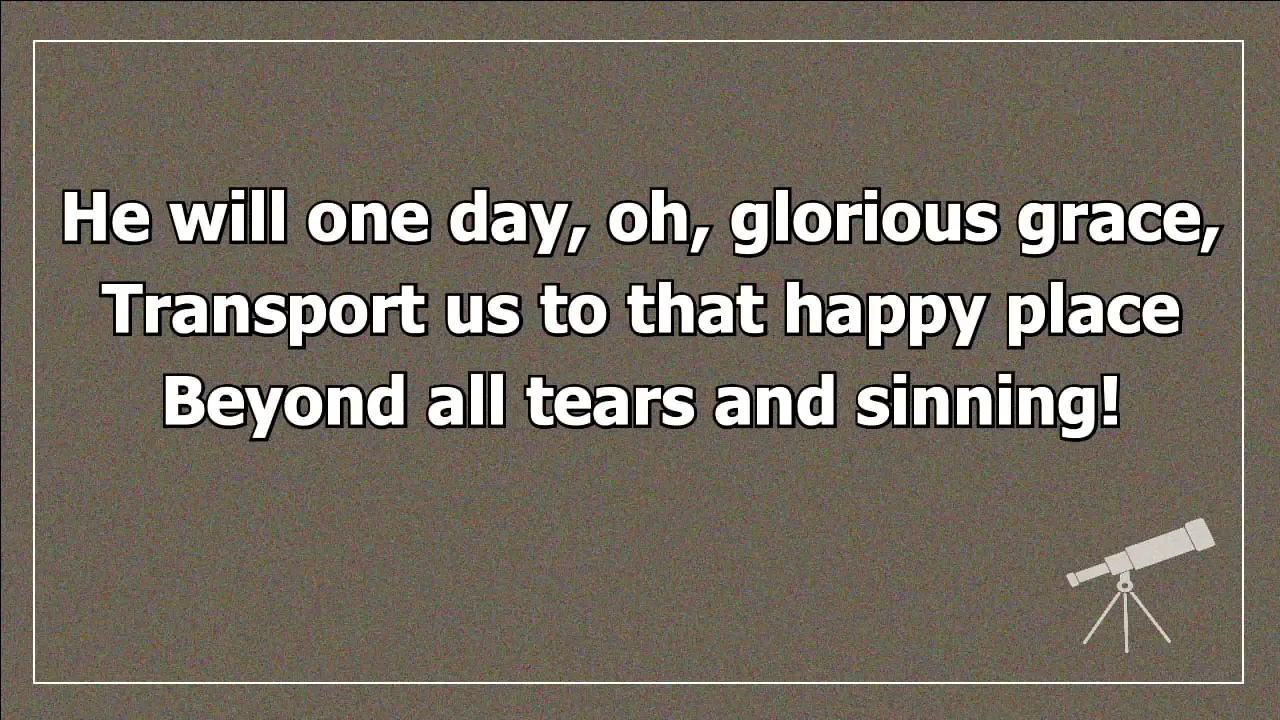 He will one day, oh, glorious grace,
Transport us to that happy place
Beyond all tears and sinning!